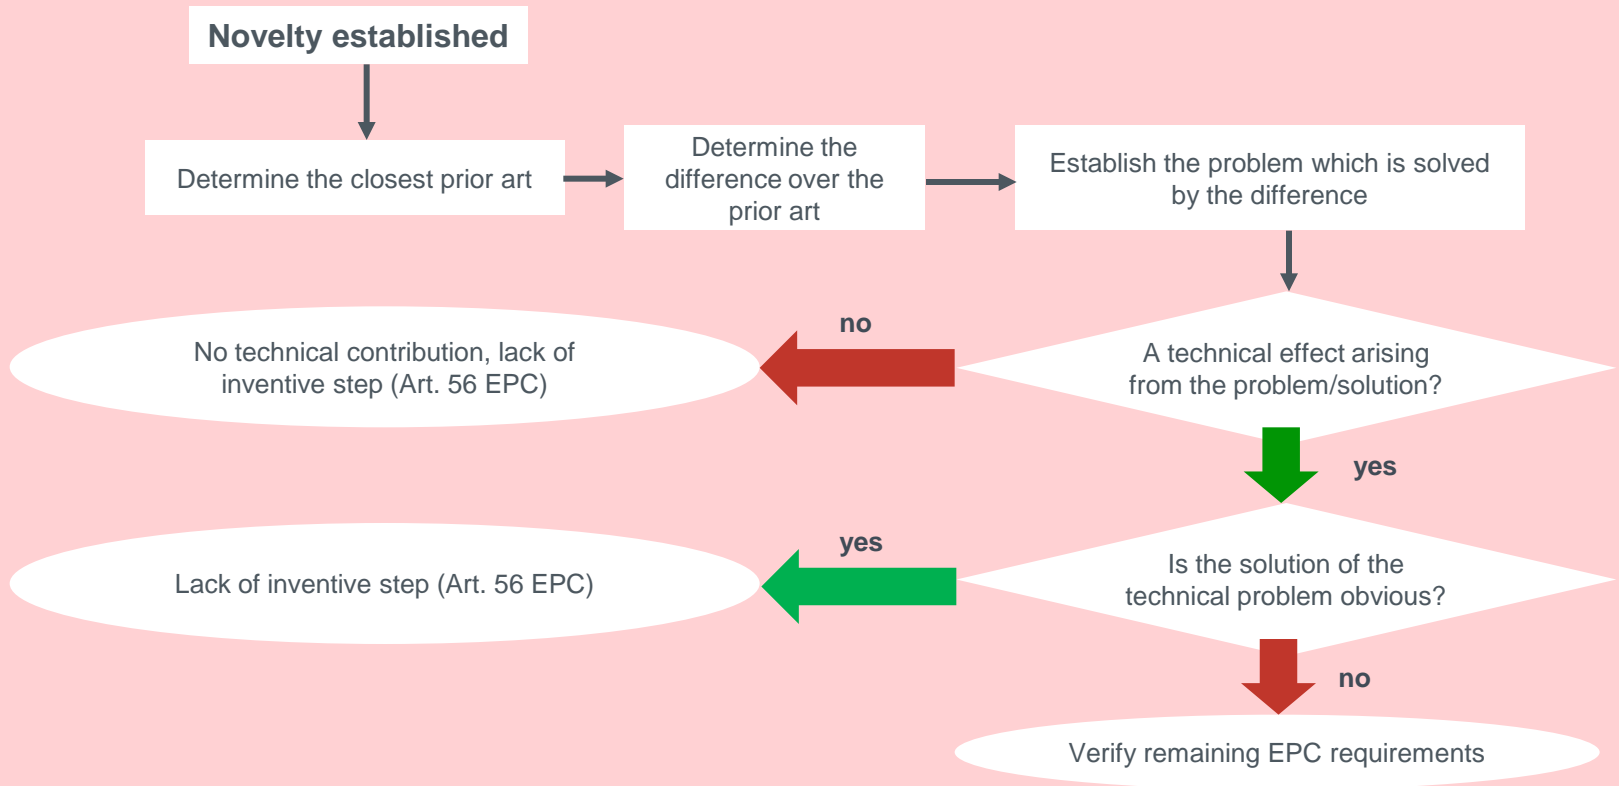 Novelty established
Determine the closest prior art
Determine the
difference over the
prior art
Establish the problem which is solved
by the difference
no
No technical contribution, lack of
inventive step (Art. 56 EPC)
A technical effect arising
from the problem/solution?
yes
yes
Lack of inventive step (Art. 56 EPC)
Is the solution of the
technical problem obvious?
no
Verify remaining EPC requirements